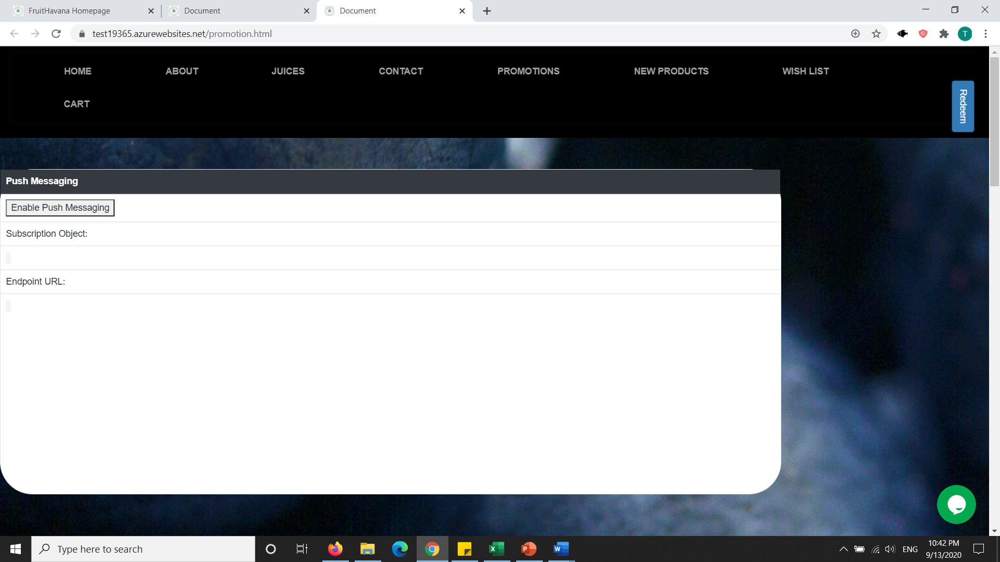 FruitHavana Homepage
Document
Document
test19365.azurewebsites.net/promotion.html
T
HOME
ABOUT
JUICES
CONTACT
PROMOTIONS
NEW PRODUCTS
WISH LIST
CART
Redeem
Push Messaging
Enable Push Messaging
Subscription Object:
Endpoint URL:
Type here to search
X
P
W
ENG
10:42 PM
9/13/2020